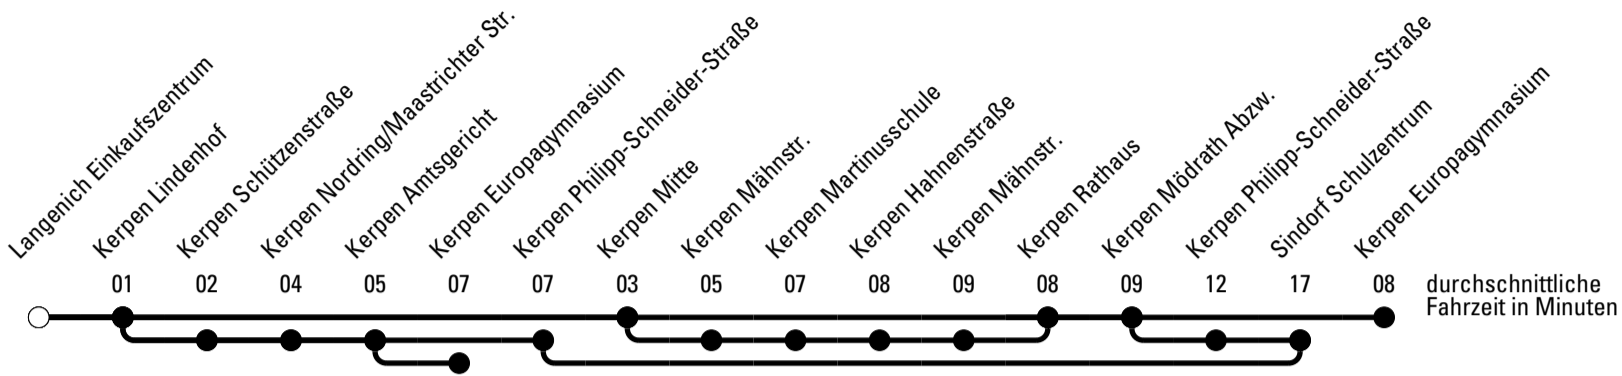 Langenich Einkaufszentrum
Kerpen Lindenhof
Kerpen Schützenstraße
Kerpen Nordring/Maastrichter Str.
Kerpen Amtsgericht
Kerpen Europagymnasium
Kerpen Philipp-Schneider-Straße
Kerpen Mitte
Kerpen Mähnstr.
Kerpen Martinusschule
Kerpen Hahnenstraße
Kerpen Mähnstr.
Kerpen Rathaus
Kerpen Mödrath Abzw.
Kerpen Philipp-Schneider-Straße
Sindorf Schulzentrum
Kerpen Europagymnasium
01 02 04 05 07 07 03 05 07 08 09 08 09 12 17 08
durchschnittliche
Fahrzeit in Minuten